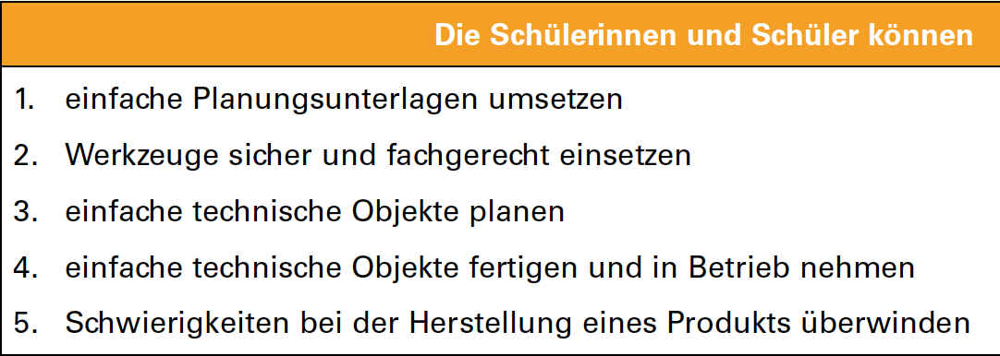 Die Schülerinnen und Schüler können
1. einfache Planungsunterlagen umsetzen
2. Werkzeuge sicher und fachgerecht einsetzen
3. einfache technische Objekte planen
4. einfache technische Objekte fertigen und in Betrieb nehmen
5. Schwierigkeiten bei der Herstellung eines Produkts überwinden